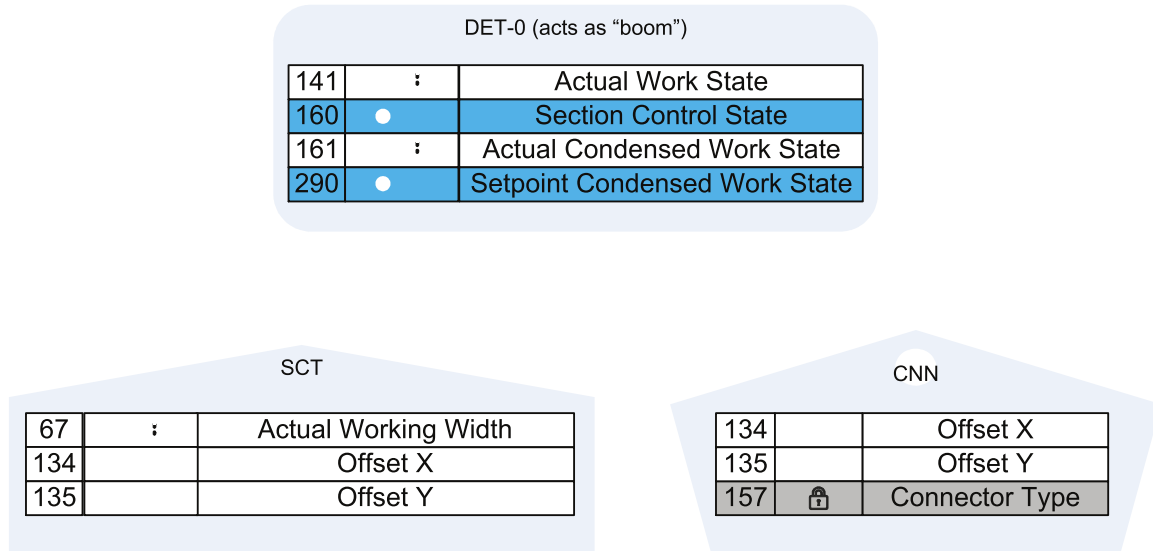 DET-0 (acts as “boom”)
141 Actual Work State
160 Section Control State
161 Actual Condensed Work State
290 Setpoint Condensed Work State
SCT
67 Actual Working Width
134 Offset X
135 Offset Y
CNN
134 Offset X
135 Offset Y
157 Connector Type